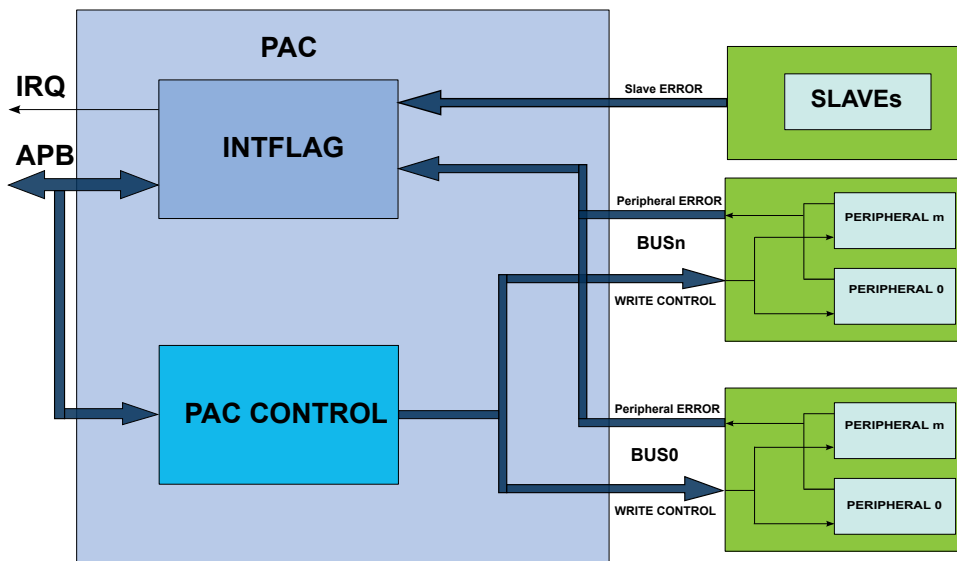 PAC
IRQ
Slave ERROR
SLAVEs
INTFLAG
APB
Peripheral ERROR
PERIPHERAL m
BUSn
PERIPHERAL 0
WRITE CONTROL
PAC CONTROL
Peripheral ERROR
PERIPHERAL m
BUS0
PERIPHERAL 0
WRITE CONTROL